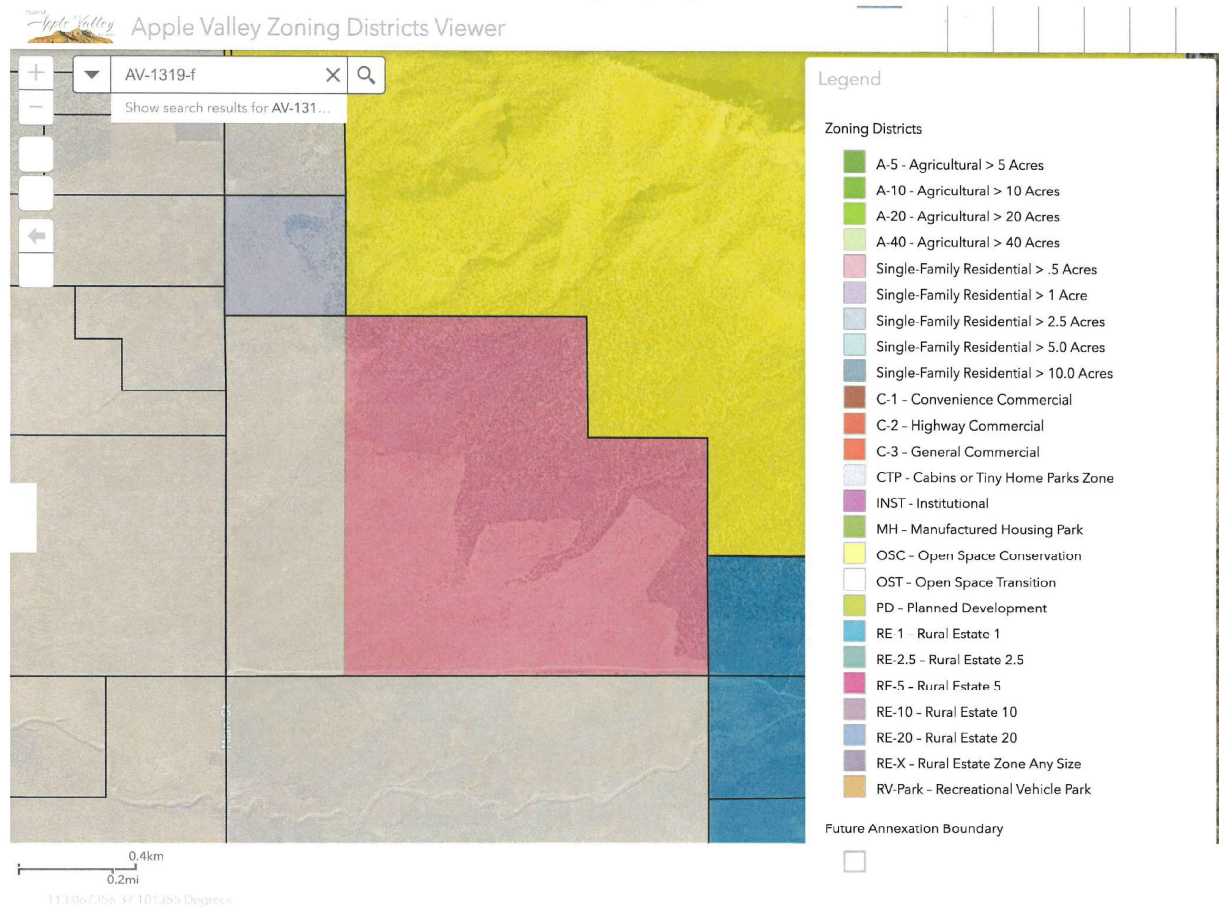 Town of
Apple Valley
Apple Valley Zoning Districts Viewer
AV-1319-f
Show search results for AV-131...
Legend
Zoning Districts
A-5 - Agricultural > 5 Acres
A-10 - Agricultural > 10 Acres
A-20 - Agricultural > 20 Acres
A-40 - Agricultural > 40 Acres
Single-Family Residential > .5 Acres
Single-Family Residential > 1 Acre
Single-Family Residential > 2.5 Acres
Single-Family Residential > 5.0 Acres
Single-Family Residential > 10.0 Acres
C-1 – Convenience Commercial
C-2 – Highway Commercial
C-3 – General Commercial
CTP - Cabins or Tiny Home Parks Zone
INST - Institutional
MH – Manufactured Housing Park
OSC – Open Space Conservation
OST – Open Space Transition
PD – Planned Development
RE 1 – Rural Estate 1
RE-2.5 – Rural Estate 2.5
RE-5 – Rural Estate 5
RE-10 – Rural Estate 10
RE-20 – Rural Estate 20
RE-X – Rural Estate Zone Any Size
RV-Park – Recreational Vehicle Park
Future Annexation Boundary
0.4km
0.2mi
Degrees